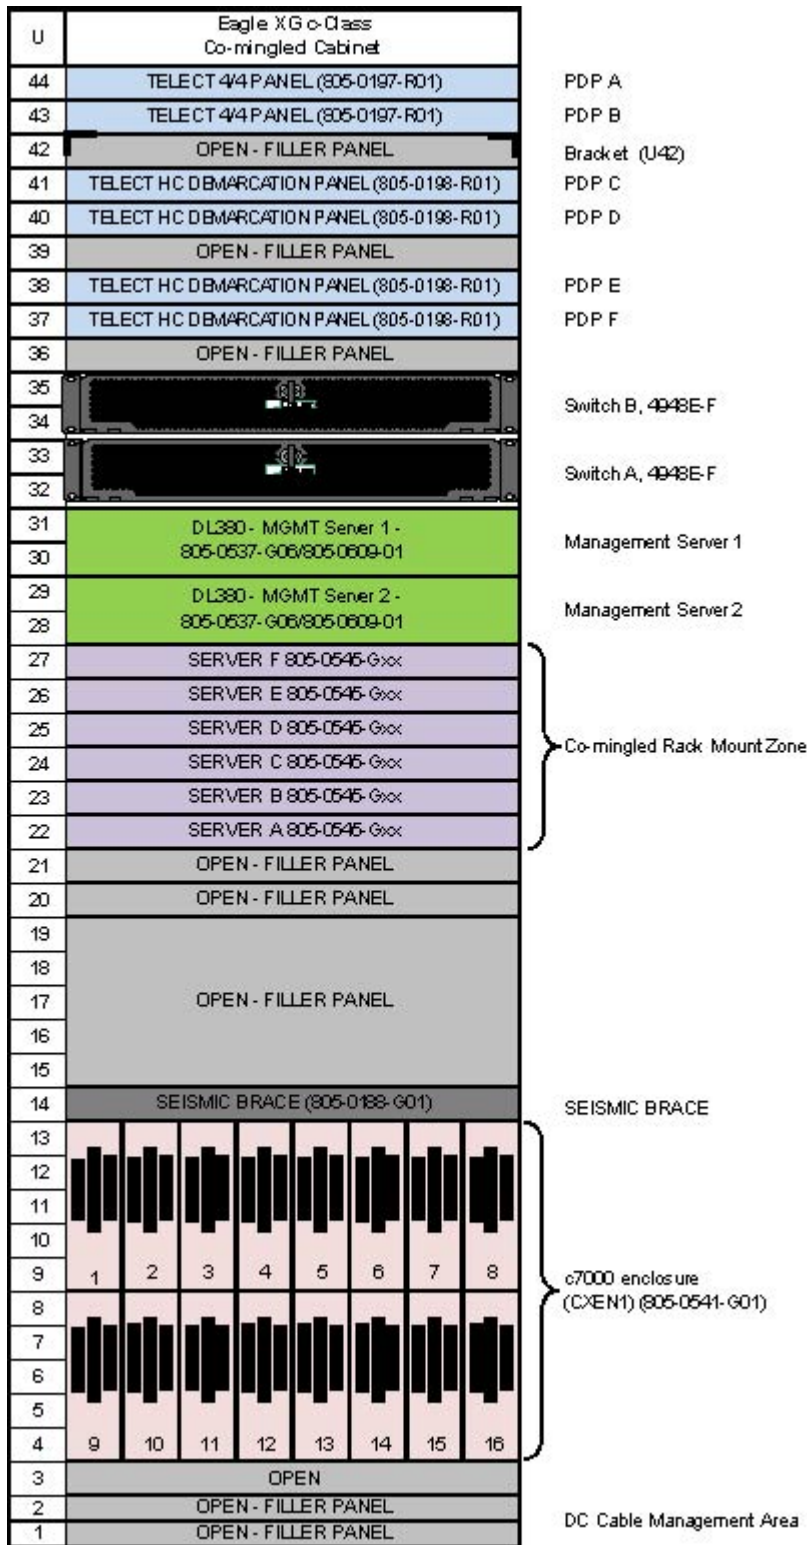 U
Eagle XG c-Class
Co-mingled Cabinet
44 TELECT 4/4 PANEL (805-0197-R01) PDP A
43 TELECT 4/4 PANEL (805-0197-R01) PDP B
42 OPEN - FILLER PANEL Bracket (U42)
41 TELECT HC DEMARCATION PANEL (805-0198-R01) PDP C
40 TELECT HC DEMARCATION PANEL (805-0198-R01) PDP D
39 OPEN - FILLER PANEL
38 TELECT HC DEMARCATION PANEL (805-0198-R01) PDP E
37 TELECT HC DEMARCATION PANEL (805-0198-R01) PDP F
36 OPEN - FILLER PANEL
35
Switch B, 4948E-F
34
33
Switch A, 4948E-F
32
31 DL380 - MGMT Server 1 -
Management Server 1
30 805-0537-G06/805-0609-01
29 DL380 - MGMT Server 2 -
Management Server 2
28 805-0537-G06/805-0609-01
27 SERVER F 805-0545-Gxx
26 SERVER E 805-0545-Gxx
25 SERVER D 805-0545-Gxx
Co-mingled Rack Mount Zone
24 SERVER C 805-0545-Gxx
23 SERVER B 805-0545-Gxx
22 SERVER A 805-0545-Gxx
21 OPEN - FILLER PANEL
20 OPEN - FILLER PANEL
19
18
17 OPEN - FILLER PANEL
16
15
14 SEISMIC BRACE (805-0188-G01) SEISMIC BRACE
13
12
11
10
9 1 2 3 4 5 6 7 8
c7000 enclosure
(CXEN1) (805-0541-G01)
8
7
6
5
4 9 10 11 12 13 14 15 16
3 OPEN
2 OPEN - FILLER PANEL
DC Cable Management Area
1 OPEN - FILLER PANEL